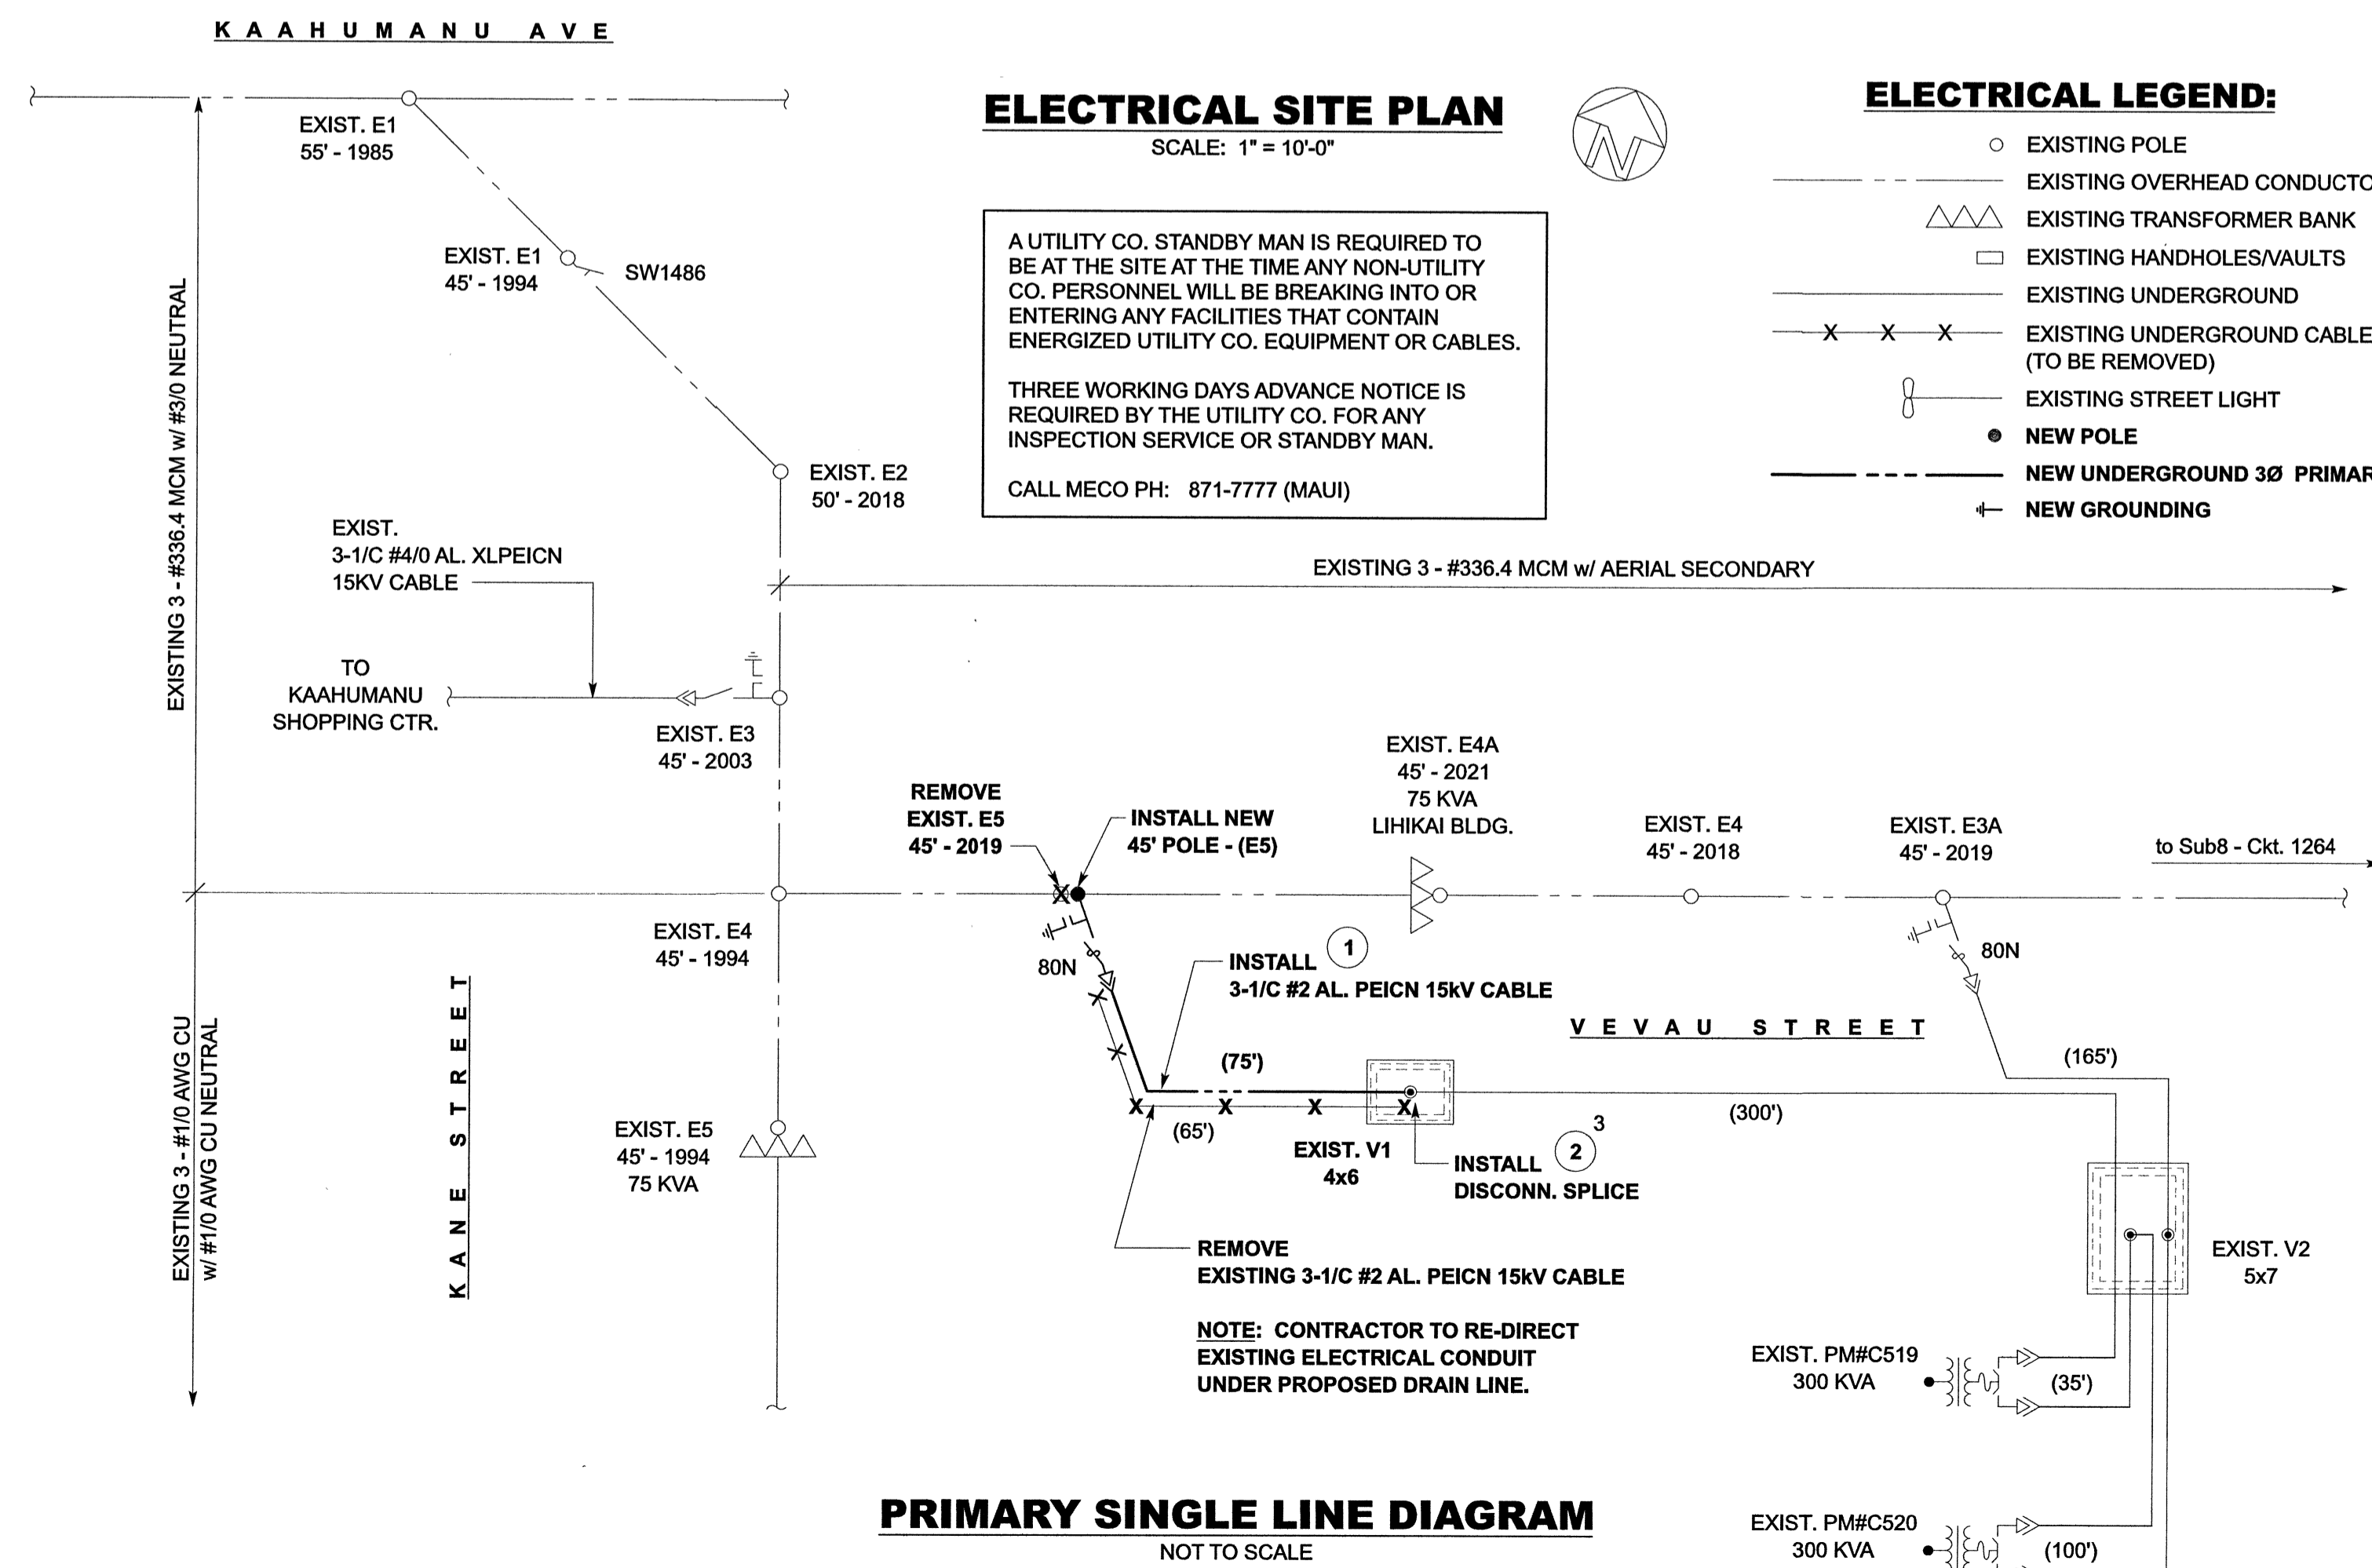 KAAHUMANU AVE
ELECTRICAL SITE PLAN
SCALE: 1" = 10'-0"
N
ELECTRICAL LEGEND:
EXISTING POLE
EXISTING OVERHEAD CONDUCTO
EXISTING TRANSFORMER BANK
EXISTING HANDHOLES/VAULTS
EXISTING UNDERGROUND
X X X
EXISTING UNDERGROUND CABLE
(TO BE REMOVED)
EXISTING STREET LIGHT
NEW POLE
NEW UNDERGROUND 3Ø PRIMAR
NEW GROUNDING
A UTILITY CO. STANDBY MAN IS REQUIRED TO
BE AT THE SITE AT THE TIME ANY NON-UTILITY
CO. PERSONNEL WILL BE BREAKING INTO OR
ENTERING ANY FACILITIES THAT CONTAIN
ENERGIZED UTILITY CO. EQUIPMENT OR CABLES.
THREE WORKING DAYS ADVANCE NOTICE IS
REQUIRED BY THE UTILITY CO. FOR ANY
INSPECTION SERVICE OR STANDBY MAN.
CALL MECO PH: 871-7777 (MAUI)
EXIST. E1
55' - 1985
EXIST. E1
45' - 1994
SW1486
EXIST. E2
50' - 2018
EXISTING 3 - #336.4 MCM w/ #3/0 NEUTRAL
EXIST.
3-1/C #4/0 AL. XLPEICN
15KV CABLE
EXISTING 3 - #336.4 MCM w/ AERIAL SECONDARY
TO
KAAHUMANU
SHOPPING CTR.
EXIST. E3
45' - 2003
REMOVE
EXIST. E5
45' - 2019
INSTALL NEW
45' POLE - (E5)
EXIST. E4A
45' - 2021
75 KVA
LIHIKAI BLDG.
EXIST. E4
45' - 2018
EXIST. E3A
45' - 2019
to Sub8 - Ckt. 1264
X
EXIST. E4
45' - 1994
80N
80N
INSTALL 1
3-1/C #2 AL. PEICN 15kV CABLE
VEVAU STREET
KANE STREET
EXISTING 3 - #1/0 AWG CU
w/ #1/0 AWG CU NEUTRAL
X
X
(75')
(165')
X X X X
(65')
(300')
EXIST. V1
4x6
3
INSTALL 2
DISCONN. SPLICE
EXIST. E5
45' - 1994
75 KVA
REMOVE
EXISTING 3-1/C #2 AL. PEICN 15kV CABLE
EXIST. V2
5x7
NOTE: CONTRACTOR TO RE-DIRECT
EXISTING ELECTRICAL CONDUIT
UNDER PROPOSED DRAIN LINE.
EXIST. PM#C519
300 KVA
(35')
PRIMARY SINGLE LINE DIAGRAM
NOT TO SCALE
EXIST. PM#C520
300 KVA
(100')